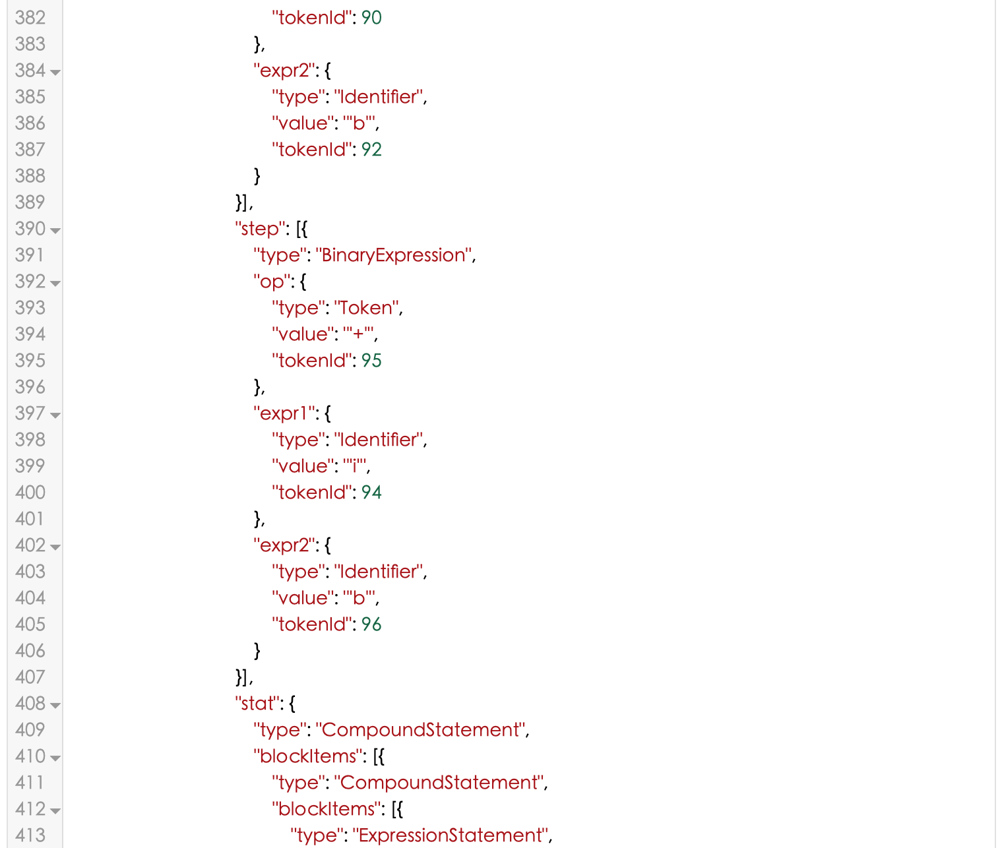 382 "tokenId": 90
383 },
384 "expr2": {
385 "type": "Identifier",
386 "value": "'b'",
387 "tokenId": 92
388 }
389 }],
390 "step": [{
391 "type": "BinaryExpression",
392 "op": {
393 "type": "Token",
394 "value": "'+'",
395 "tokenId": 95
396 },
397 "expr1": {
398 "type": "Identifier",
399 "value": "'i'",
400 "tokenId": 94
401 },
402 "expr2": {
403 "type": "Identifier",
404 "value": "'b'",
405 "tokenId": 96
406 }
407 }],
408 "stat": {
409 "type": "CompoundStatement",
410 "blockItems": [{
411 "type": "CompoundStatement",
412 "blockItems": [{
413 "type": "ExpressionStatement",